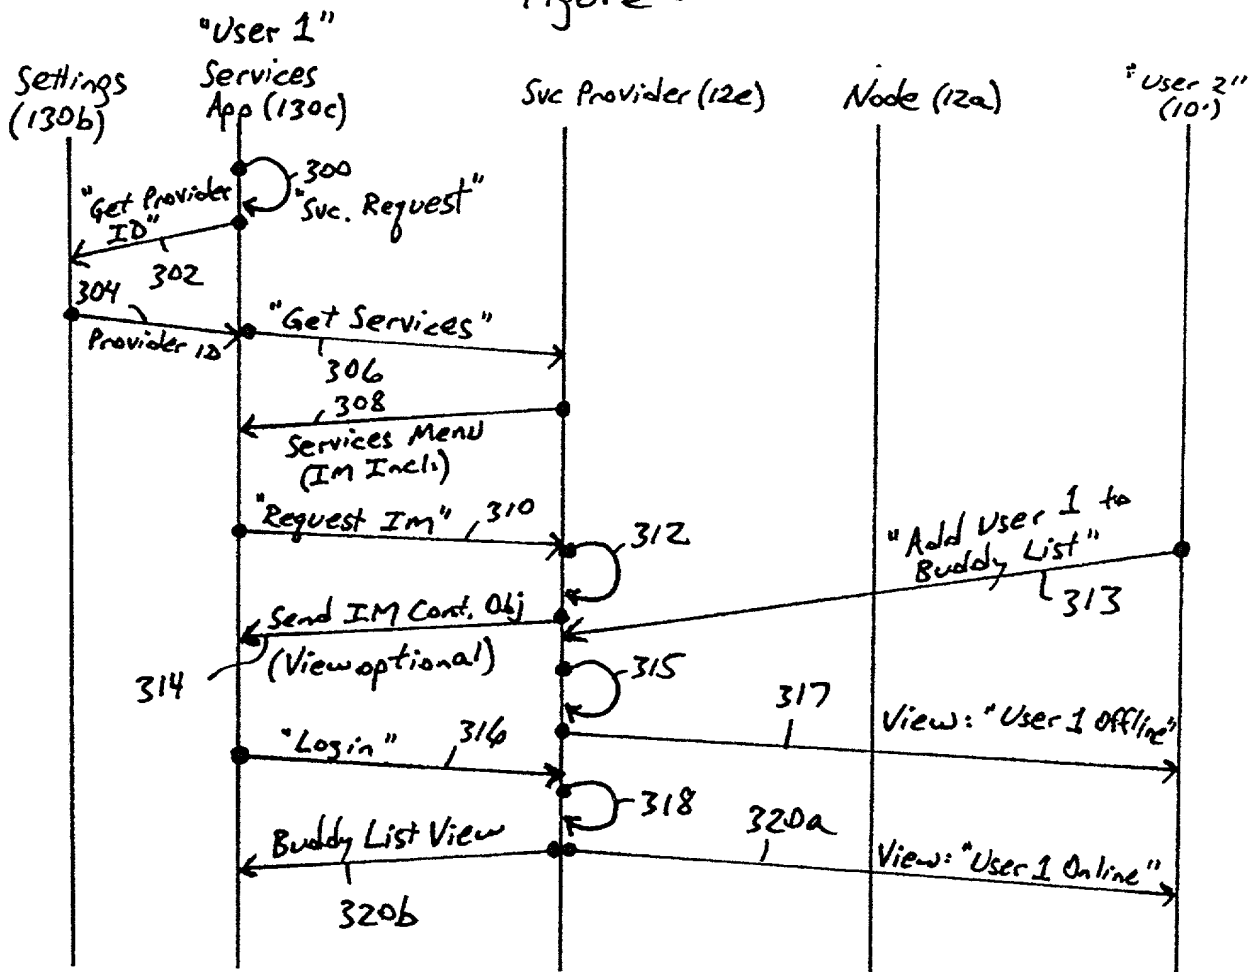 Figure
"User 1"
Settings
(130b)
Services
App (130c)
Svc Provider (12e)
Node (12a)
"User 2"
(10')
300
"Svc. Request"
"Get Provider
ID"
302
304
Provider ID
"Get Services"
306
308
Services Menu
(IM Incl.)
"Request Im"
310
312
"Add User 1 to
Buddy List"
313
Send IM Cont. Obj
(View optional)
314
315
317
View: "User 1 Offline"
"Login"
316
318
Buddy List View
320a
View: "User 1 Online"
320b